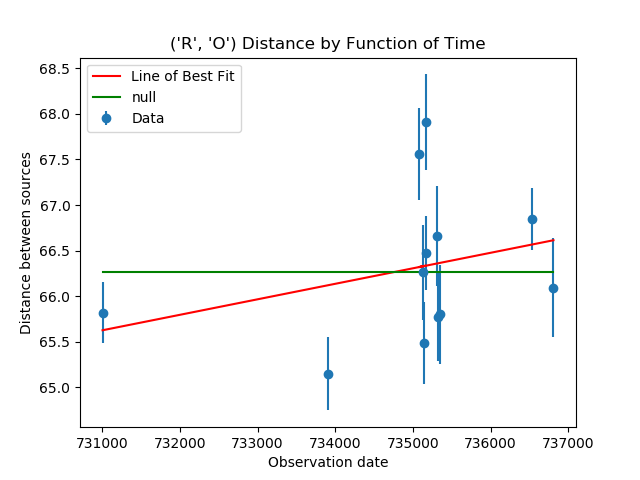 ('R', 'O') Distance by Function of Time
68.5
68.0
67.5
67.0
66.5
66.0
65.5
65.0
Distance between sources
Line of Best Fit
null
Data
731000 732000 733000 734000 735000 736000 737000
Observation date